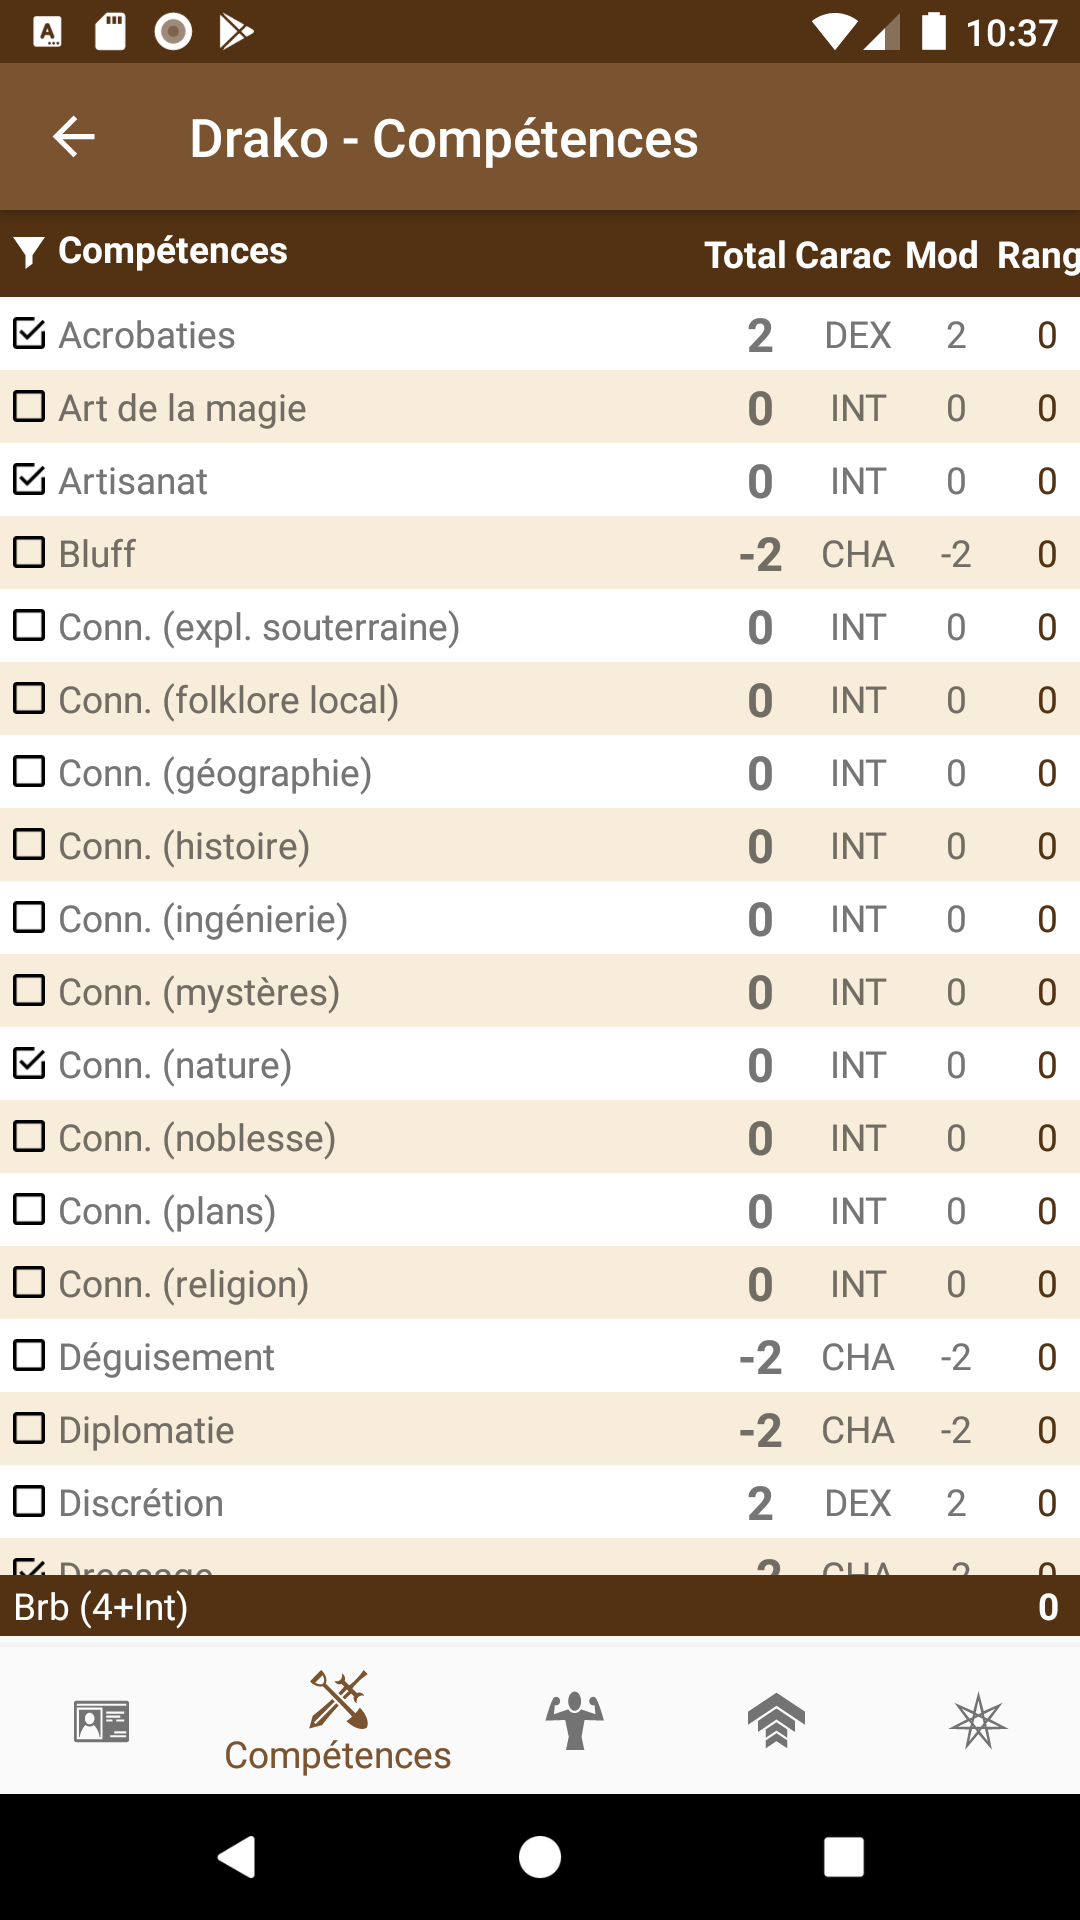 10:37
Drako - Compétences
Compétences Total Carac Mod Rang
Acrobaties 2 DEX 2 0
Art de la magie 0 INT 0 0
Artisanat 0 INT 0 0
Bluff -2 CHA -2 0
Conn. (expl. souterraine) 0 INT 0 0
Conn. (folklore local) 0 INT 0 0
Conn. (géographie) 0 INT 0 0
Conn. (histoire) 0 INT 0 0
Conn. (ingénierie) 0 INT 0 0
Conn. (mystères) 0 INT 0 0
Conn. (nature) 0 INT 0 0
Conn. (noblesse) 0 INT 0 0
Conn. (plans) 0 INT 0 0
Conn. (religion) 0 INT 0 0
Déguisement -2 CHA -2 0
Diplomatie -2 CHA -2 0
Discrétion 2 DEX 2 0
Dressage -2 CHA -2 0
Brb (4+Int) 0
Compétences